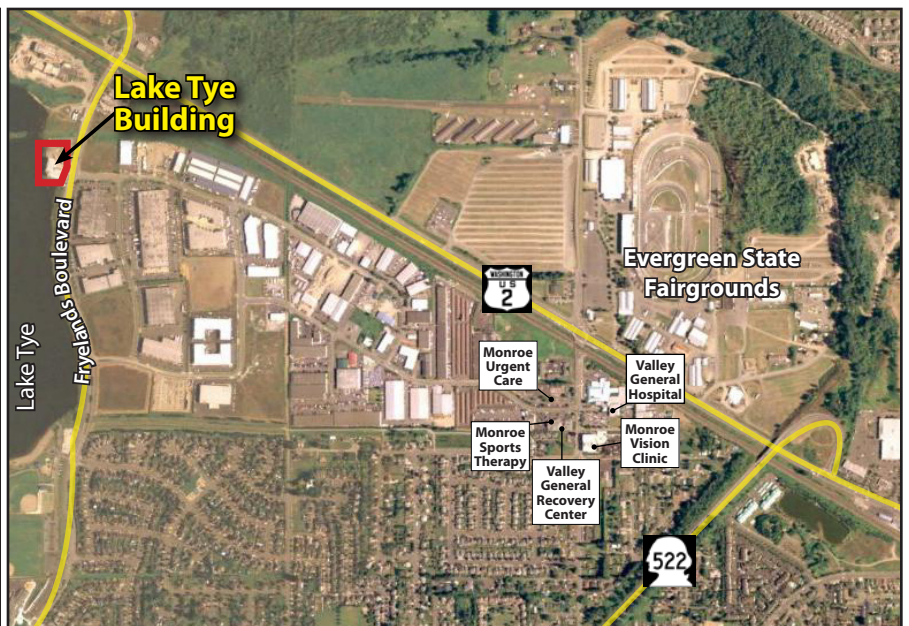 Lake Tye
Building
Fryelands Boulevard
Lake Tye
WASHINGTON
U S
2
Evergreen State
Fairgrounds
Monroe
Urgent
Care
Valley
General
Hospital
Monroe
Sports
Therapy
Valley
General
Recovery
Center
Monroe
Vision
Clinic
522